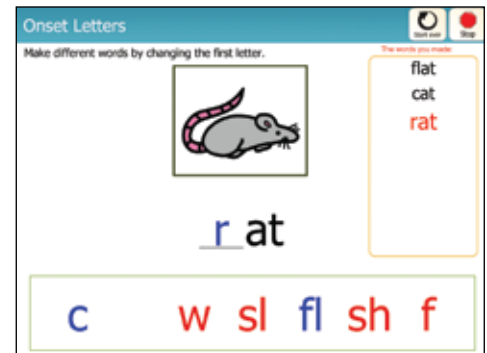 Onset Letters
Start over
Stop
Make different words by changing the first letter.
The words you made:
flat
cat
rat
r at
c w sl fl sh f